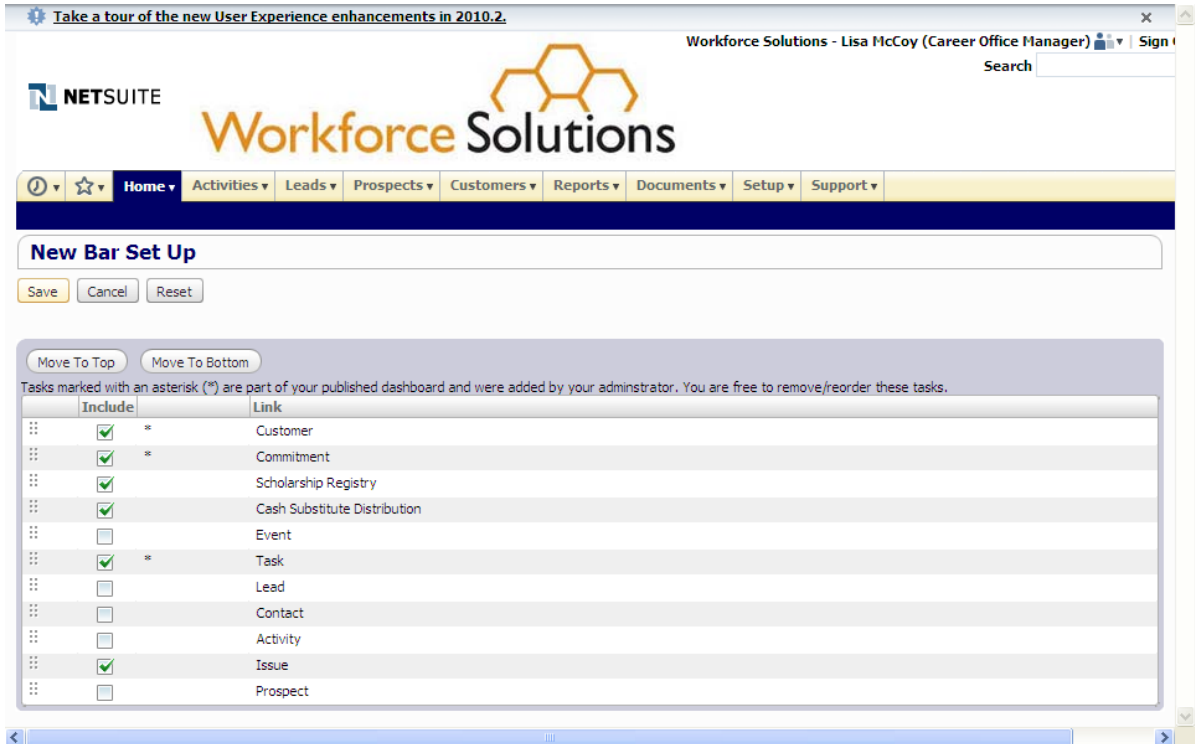 Take a tour of the new User Experience enhancements in 2010.2.
Workforce Solutions - Lisa McCoy (Career Office Manager) | Sign
Search
NETSUITE
Workforce Solutions
Home Activities Leads Prospects Customers Reports Documents Setup Support
New Bar Set Up
Save Cancel Reset
Move To Top Move To Bottom
Tasks marked with an asterisk (*) are part of your published dashboard and were added by your adminstrator. You are free to remove/reorder these tasks.
Include Link
* Customer
* Commitment
Scholarship Registry
Cash Substitute Distribution
Event
* Task
Lead
Contact
Activity
Issue
Prospect